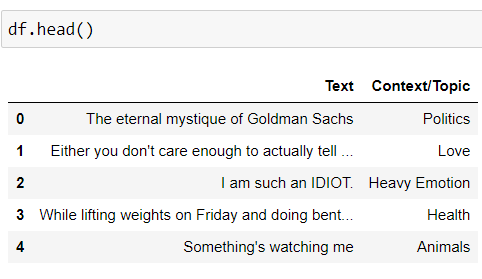 df.head()
Text Context/Topic
0 The eternal mystique of Goldman Sachs Politics
1 Either you don't care enough to actually tell ... Love
2 I am such an IDIOT. Heavy Emotion
3 While lifting weights on Friday and doing bent... Health
4 Something's watching me Animals